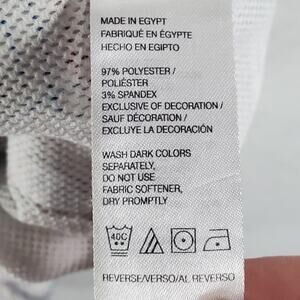 MADE IN EGYPT
FABRIQUÉ EN ÉGYPTE
HECHO EN EGIPTO
97% POLYESTER /
POLIÉSTER
3% SPANDEX
EXCLUSIVE OF DECORATION /
SAUF DÉCORATION /
EXCLUYE LA DECORACIÓN
WASH DARK COLORS
SEPARATELY,
DO NOT USE
FABRIC SOFTENER,
DRY PROMPTLY
40C
REVERSE/VERSO/AL REVERSO